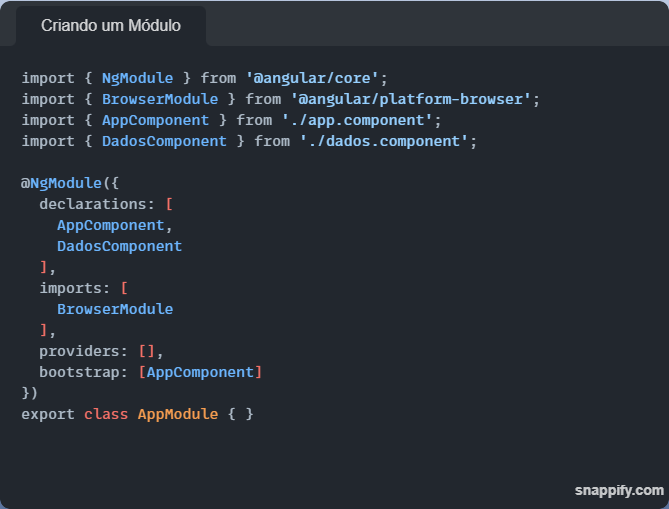 Criando um Módulo
import { NgModule } from '@angular/core';
import { BrowserModule } from '@angular/platform-browser';
import { AppComponent } from './app.component';
import { DadosComponent } from './dados.component';
@NgModule({
  declarations: [
    AppComponent,
    DadosComponent
  ],
  imports: [
    BrowserModule
  ],
  providers: [],
  bootstrap: [AppComponent]
})
export class AppModule { }
snappify.com